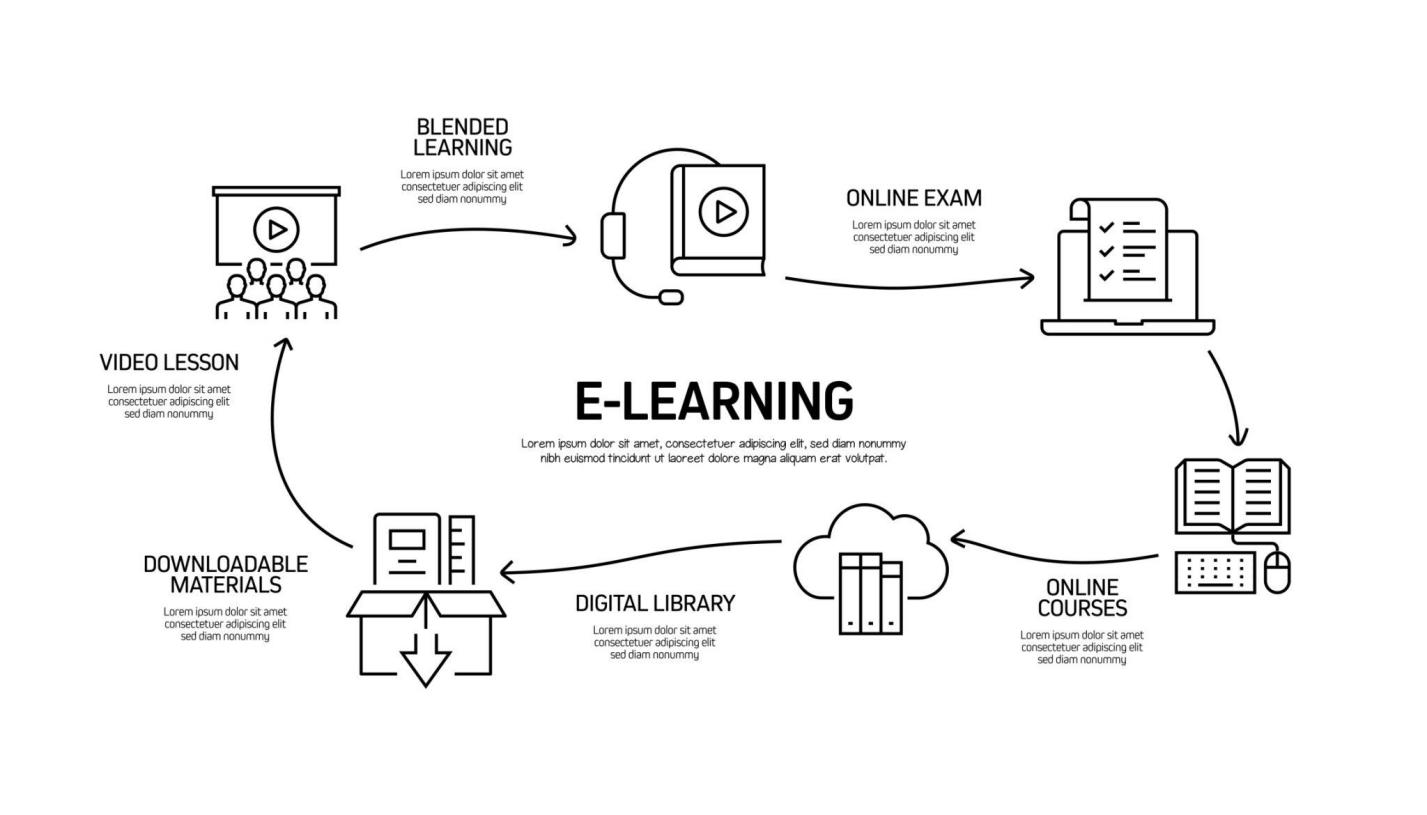 BLENDED
LEARNING
Lorem ipsum dolor sit amet
consectetuer adipiscing elit
sed diam nonummy
ONLINE EXAM
Lorem ipsum dolor sit amet
consectetuer adipiscing elit
sed diam nonummy
VIDEO LESSON
Lorem ipsum dolor sit amet
consectetuer adipiscing elit
sed diam nonummy
E-LEARNING
Lorem ipsum dolor sit amet, consectetuer adipiscing elit, sed diam nonummy
nibh euismod tincidunt ut laoreet dolore magna aliquam erat volutpat.
DOWNLOADABLE
MATERIALS
Lorem ipsum dolor sit amet
consectetuer adipiscing elit
sed diam nonummy
DIGITAL LIBRARY
Lorem ipsum dolor sit amet
consectetuer adipiscing elit
sed diam nonummy
ONLINE
COURSES
Lorem ipsum dolor sit amet
consectetuer adipiscing elit
sed diam nonummy